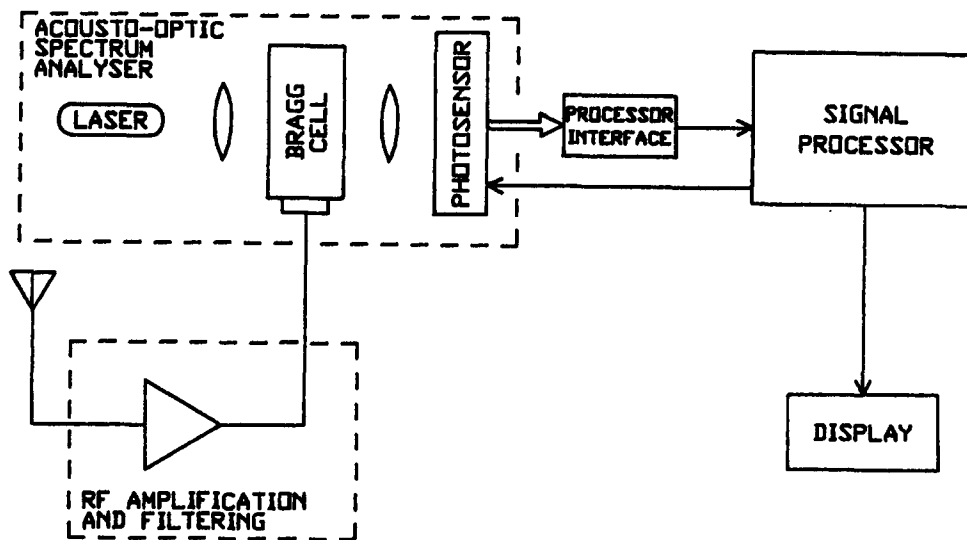 ACOUSTO-OPTIC
SPECTRUM
ANALYSER
LASER
BRAGG
CELL
PHOTOSENSOR
PROCESSOR
INTERFACE
SIGNAL
PROCESSOR
DISPLAY
RF AMPLIFICATION
AND FILTERING